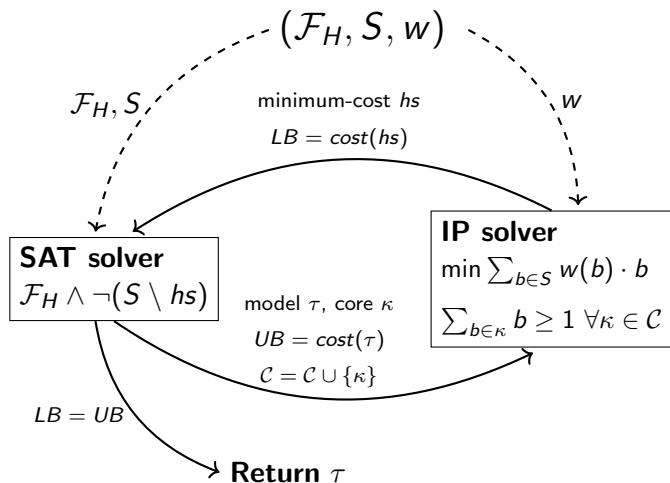 (𝓕_H, S, w)
𝓕_H, S
w
minimum-cost hs
LB = cost(hs)
SAT solver
𝓕_H ∧ ¬(S \ hs)
IP solver
min ∑_{b∈S} w(b) · b
∑_{b∈κ} b ≥ 1 ∀κ ∈ 𝒞
model τ, core κ
UB = cost(τ)
𝒞 = 𝒞 ∪ {κ}
LB = UB
Return τ